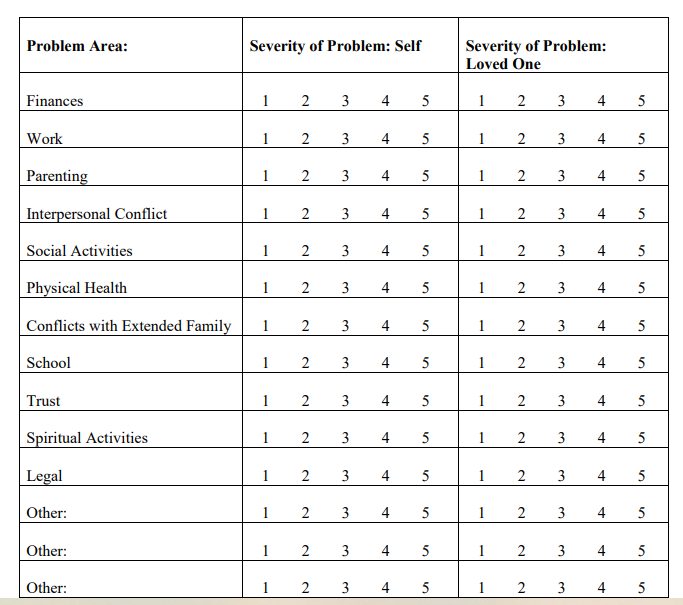 Problem Area: Severity of Problem: Self Severity of Problem:
Loved One
Finances 1 2 3 4 5 1 2 3 4 5
Work 1 2 3 4 5 1 2 3 4 5
Parenting 1 2 3 4 5 1 2 3 4 5
Interpersonal Conflict 1 2 3 4 5 1 2 3 4 5
Social Activities 1 2 3 4 5 1 2 3 4 5
Physical Health 1 2 3 4 5 1 2 3 4 5
Conflicts with Extended Family 1 2 3 4 5 1 2 3 4 5
School 1 2 3 4 5 1 2 3 4 5
Trust 1 2 3 4 5 1 2 3 4 5
Spiritual Activities 1 2 3 4 5 1 2 3 4 5
Legal 1 2 3 4 5 1 2 3 4 5
Other: 1 2 3 4 5 1 2 3 4 5
Other: 1 2 3 4 5 1 2 3 4 5
Other: 1 2 3 4 5 1 2 3 4 5